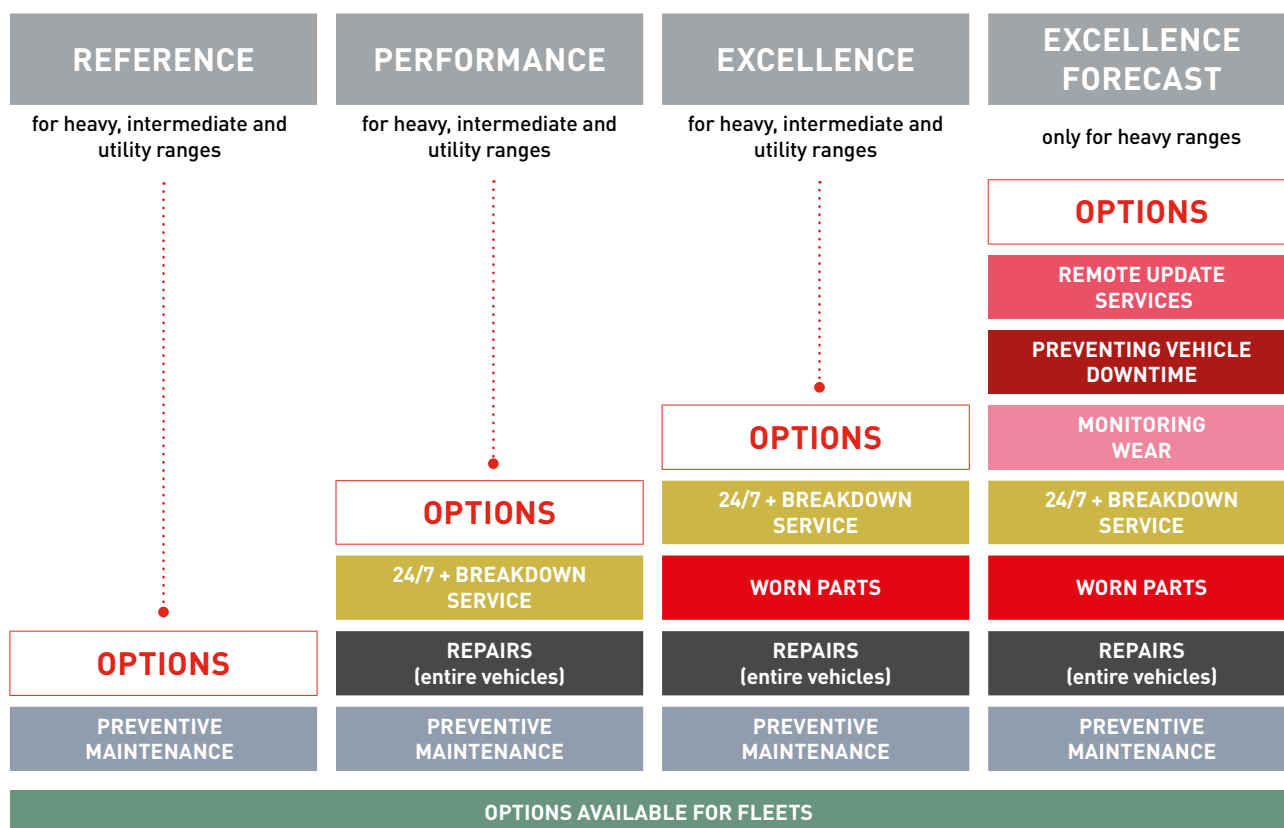 REFERENCE
for heavy, intermediate and
utility ranges
OPTIONS
PREVENTIVE
MAINTENANCE
PERFORMANCE
for heavy, intermediate and
utility ranges
OPTIONS
24/7 + BREAKDOWN
SERVICE
REPAIRS
(entire vehicles)
PREVENTIVE
MAINTENANCE
EXCELLENCE
for heavy, intermediate and
utility ranges
OPTIONS
24/7 + BREAKDOWN
SERVICE
WORN PARTS
REPAIRS
(entire vehicles)
PREVENTIVE
MAINTENANCE
EXCELLENCE
FORECAST
only for heavy ranges
OPTIONS
REMOTE UPDATE
SERVICES
PREVENTING VEHICLE
DOWNTIME
MONITORING
WEAR
24/7 + BREAKDOWN
SERVICE
WORN PARTS
REPAIRS
(entire vehicles)
PREVENTIVE
MAINTENANCE
OPTIONS AVAILABLE FOR FLEETS